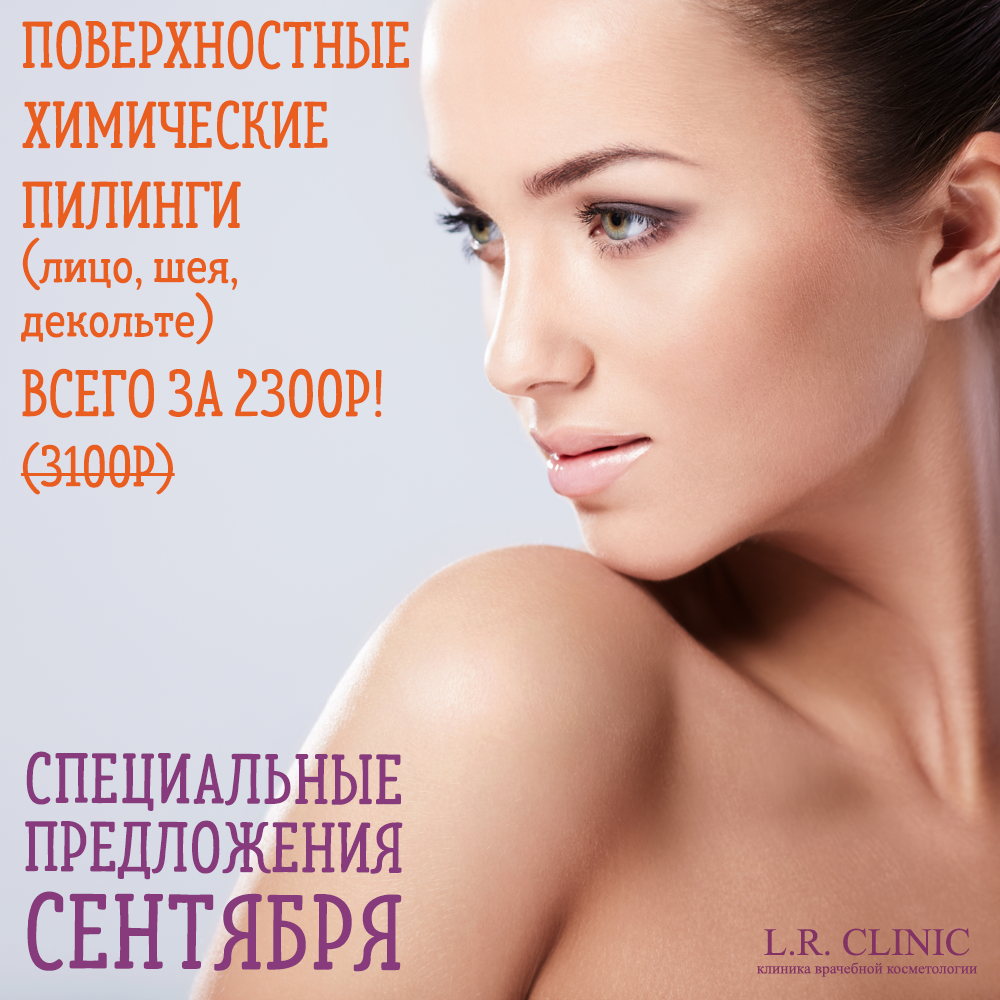 ПОВЕРХНОСТНЫЕ
ХИМИЧЕСКИЕ
ПИЛИНГИ
(лицо, шея,
декольте)
ВСЕГО ЗА 2300Р!
(3100Р)
СПЕЦИАЛЬНЫЕ
ПРЕДЛОЖЕНИЯ
СЕНТЯБРЯ
L.R. CLINIC
клиника врачебной косметологии